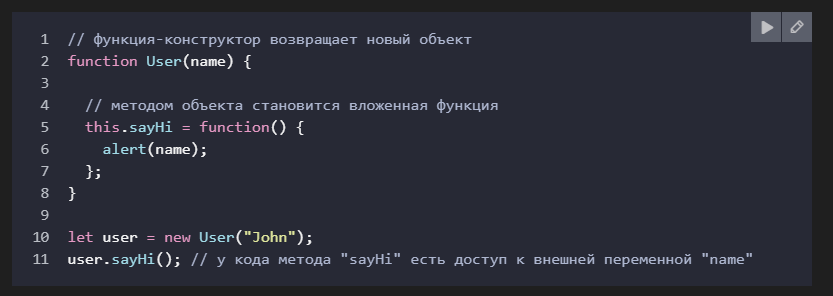 1 // функция-конструктор возвращает новый объект
2 function User(name) {
3
4 // методом объекта становится вложенная функция
5 this.sayHi = function() {
6 alert(name);
7 };
8 }
9
10 let user = new User("John");
11 user.sayHi(); // у кода метода "sayHi" есть доступ к внешней переменной "name"